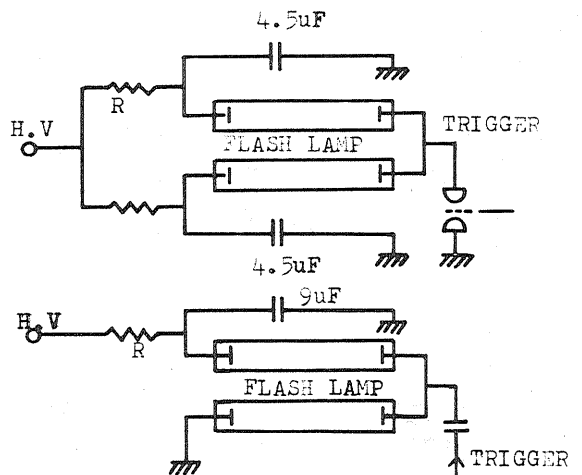 4.5uF
R
H.V
TRIGGER
FLASH LAMP
4.5uF
9uF
H.V
R
FLASH LAMP
TRIGGER